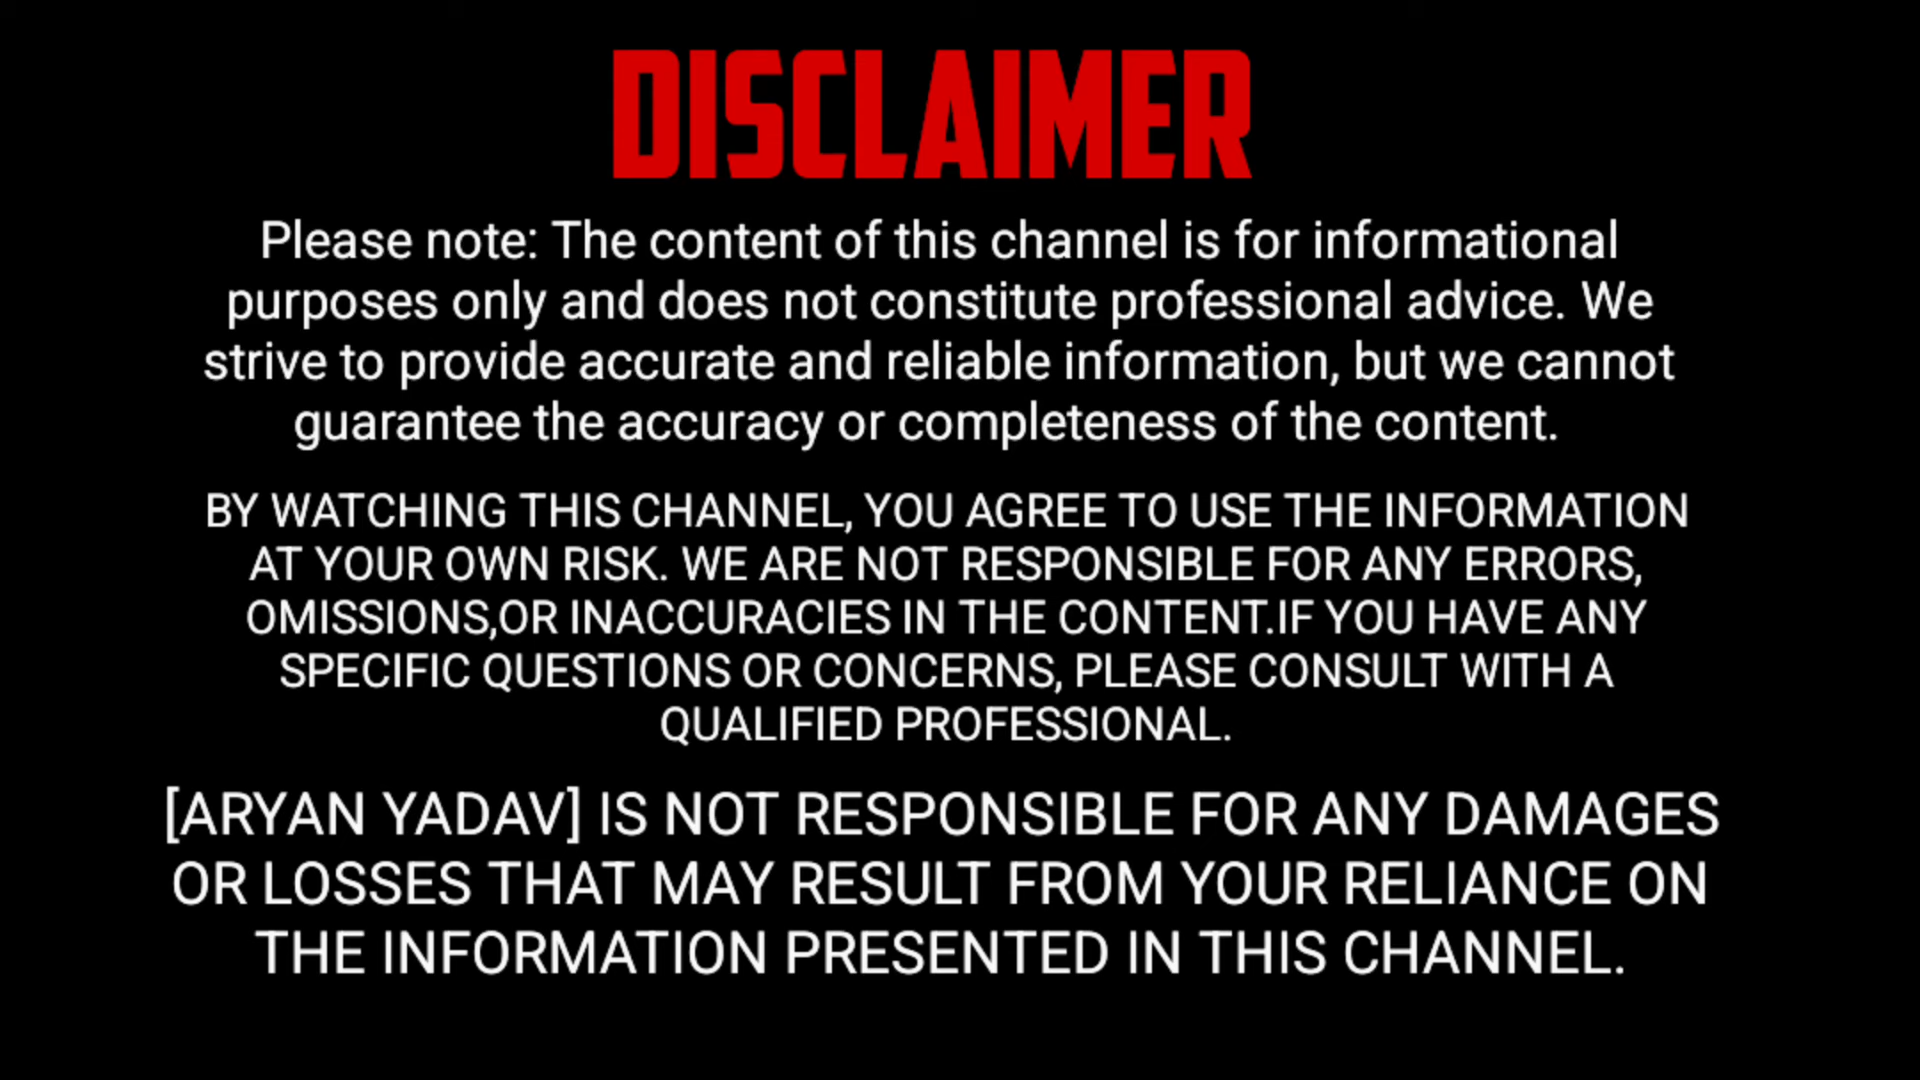 DISCLAIMER
Please note: The content of this channel is for informational
purposes only and does not constitute professional advice. We
strive to provide accurate and reliable information, but we cannot
guarantee the accuracy or completeness of the content.
BY WATCHING THIS CHANNEL, YOU AGREE TO USE THE INFORMATION
AT YOUR OWN RISK. WE ARE NOT RESPONSIBLE FOR ANY ERRORS,
OMISSIONS,OR INACCURACIES IN THE CONTENT.IF YOU HAVE ANY
SPECIFIC QUESTIONS OR CONCERNS, PLEASE CONSULT WITH A
QUALIFIED PROFESSIONAL.
[ARYAN YADAV] IS NOT RESPONSIBLE FOR ANY DAMAGES
OR LOSSES THAT MAY RESULT FROM YOUR RELIANCE ON
THE INFORMATION PRESENTED IN THIS CHANNEL.